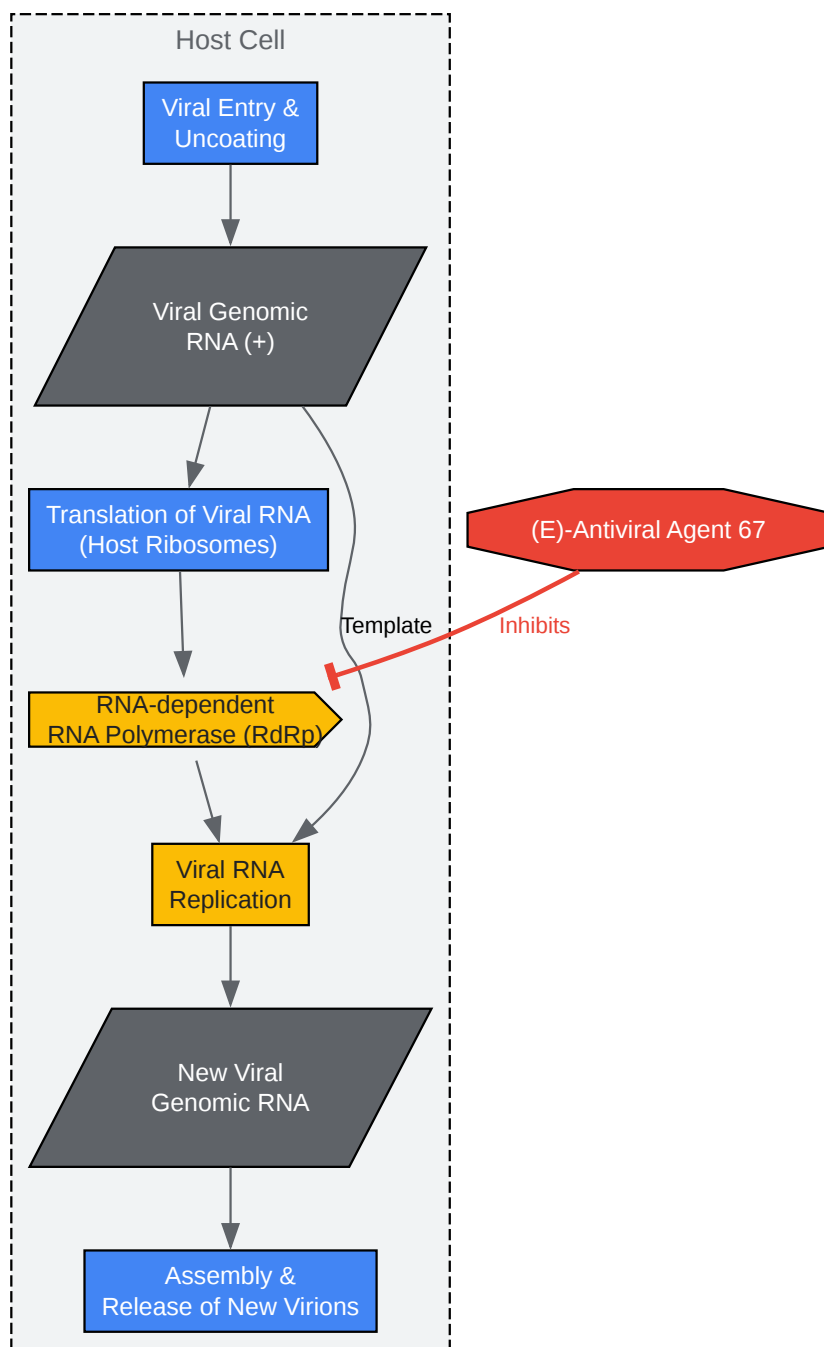 Host Cell
Viral Entry &
Uncoating
Viral Genomic
RNA (+)
Translation of Viral RNA
(Host Ribosomes)
(E)-Antiviral Agent 67
Template
Inhibits
RNA-dependent
RNA Polymerase (RdRp)
Viral RNA
Replication
New Viral
Genomic RNA
Assembly &
Release of New Virions